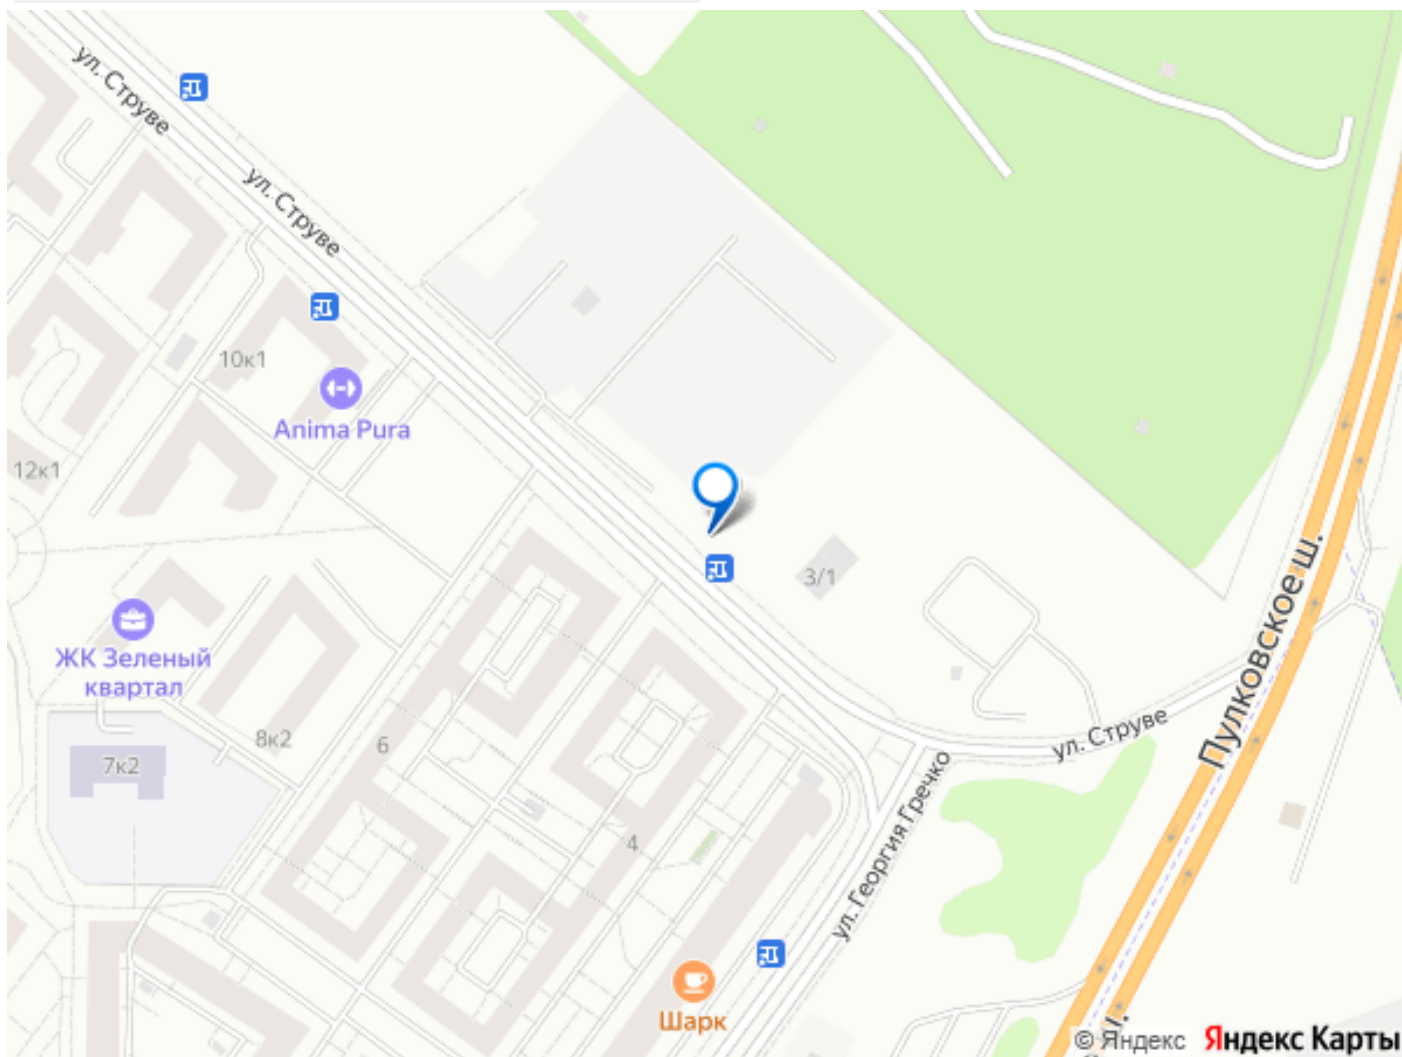 ул. Струве
ул. Струве
10к1
Anima Pura
12к1
3/1
Пулковское ш.
ЖК Зеленый
квартал
8к2
6
7к2
ул. Струве
4
ул. Георгия Гречко
Шарк
© Яндекс Яндекс Карты